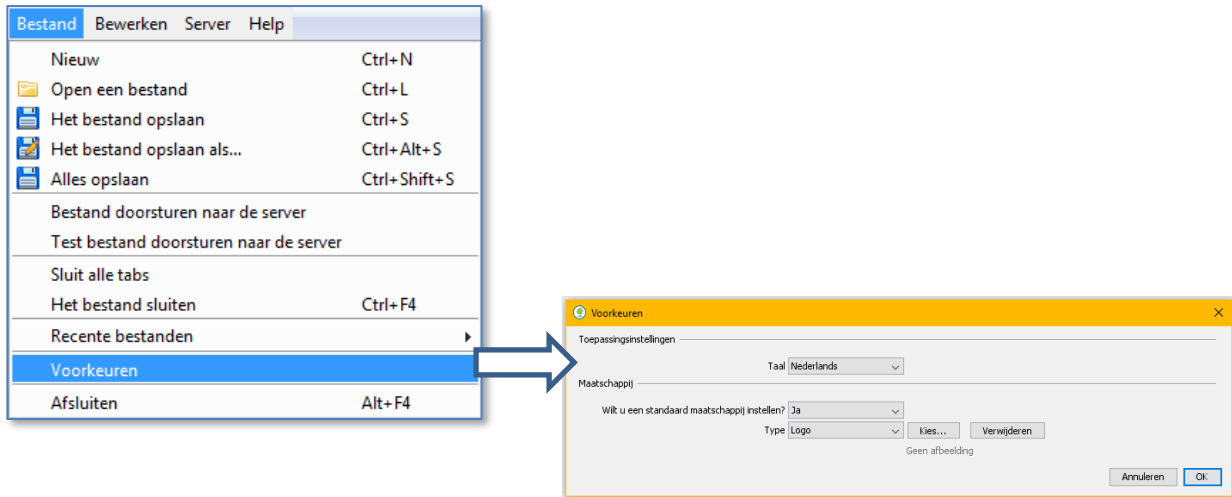 Bestand Bewerken Server Help
Nieuw Ctrl+N
Open een bestand Ctrl+L
Het bestand opslaan Ctrl+S
Het bestand opslaan als... Ctrl+Alt+S
Alles opslaan Ctrl+Shift+S
Bestand doorsturen naar de server
Test bestand doorsturen naar de server
Sluit alle tabs
Het bestand sluiten Ctrl+F4
Recente bestanden
Voorkeuren
Afsluiten Alt+F4
Voorkeuren
Toepassingsinstellingen
Taal Nederlands
Maatschappij
Wilt u een standaard maatschappij instellen? Ja
Type Logo Kies... Verwijderen
Geen afbeelding
Annuleren OK